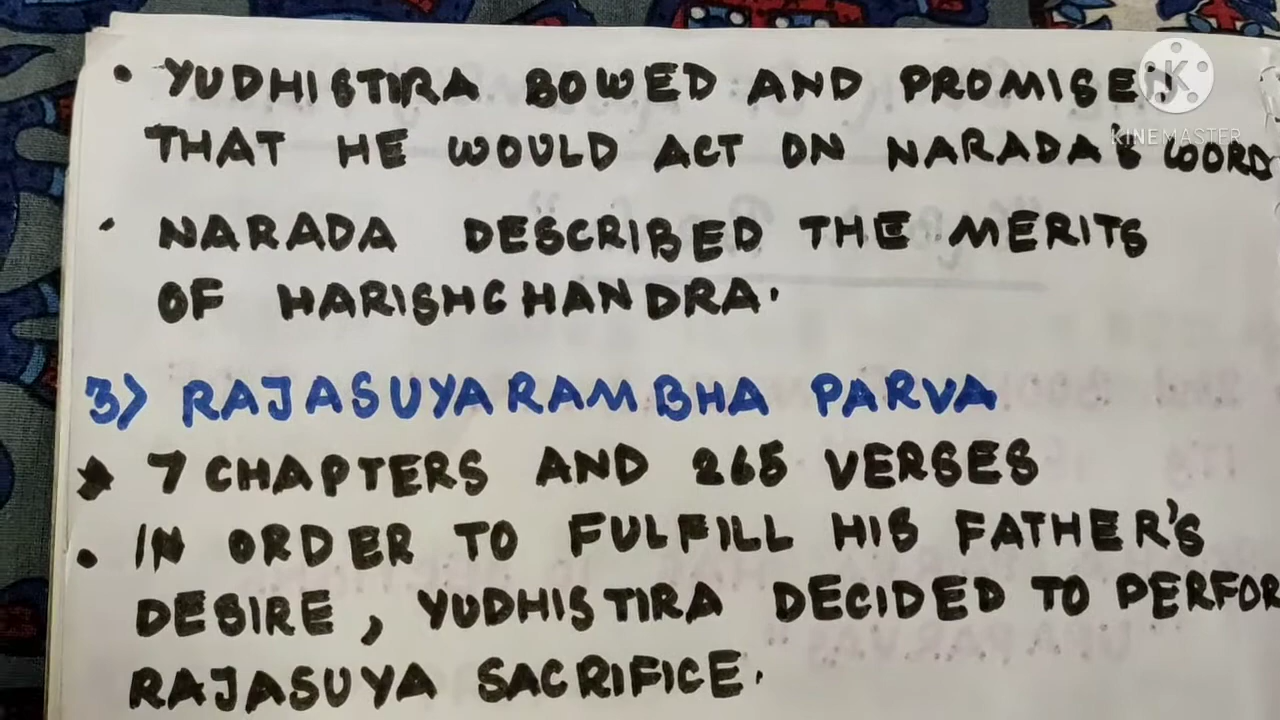 • YUDHISTIRA BOWED AND PROMISED
THAT HE WOULD ACT ON NARADA'S WORD
• NARADA DESCRIBED THE MERITS
OF HARISHCHANDRA.
3) RAJASUYARAMBHA PARVA
★ 7 CHAPTERS AND 265 VERSES
• IN ORDER TO FULFILL HIS FATHER'S
DESIRE, YUDHISTIRA DECIDED TO PERFOR
RAJASUYA SACRIFICE.
K
KINEMASTER